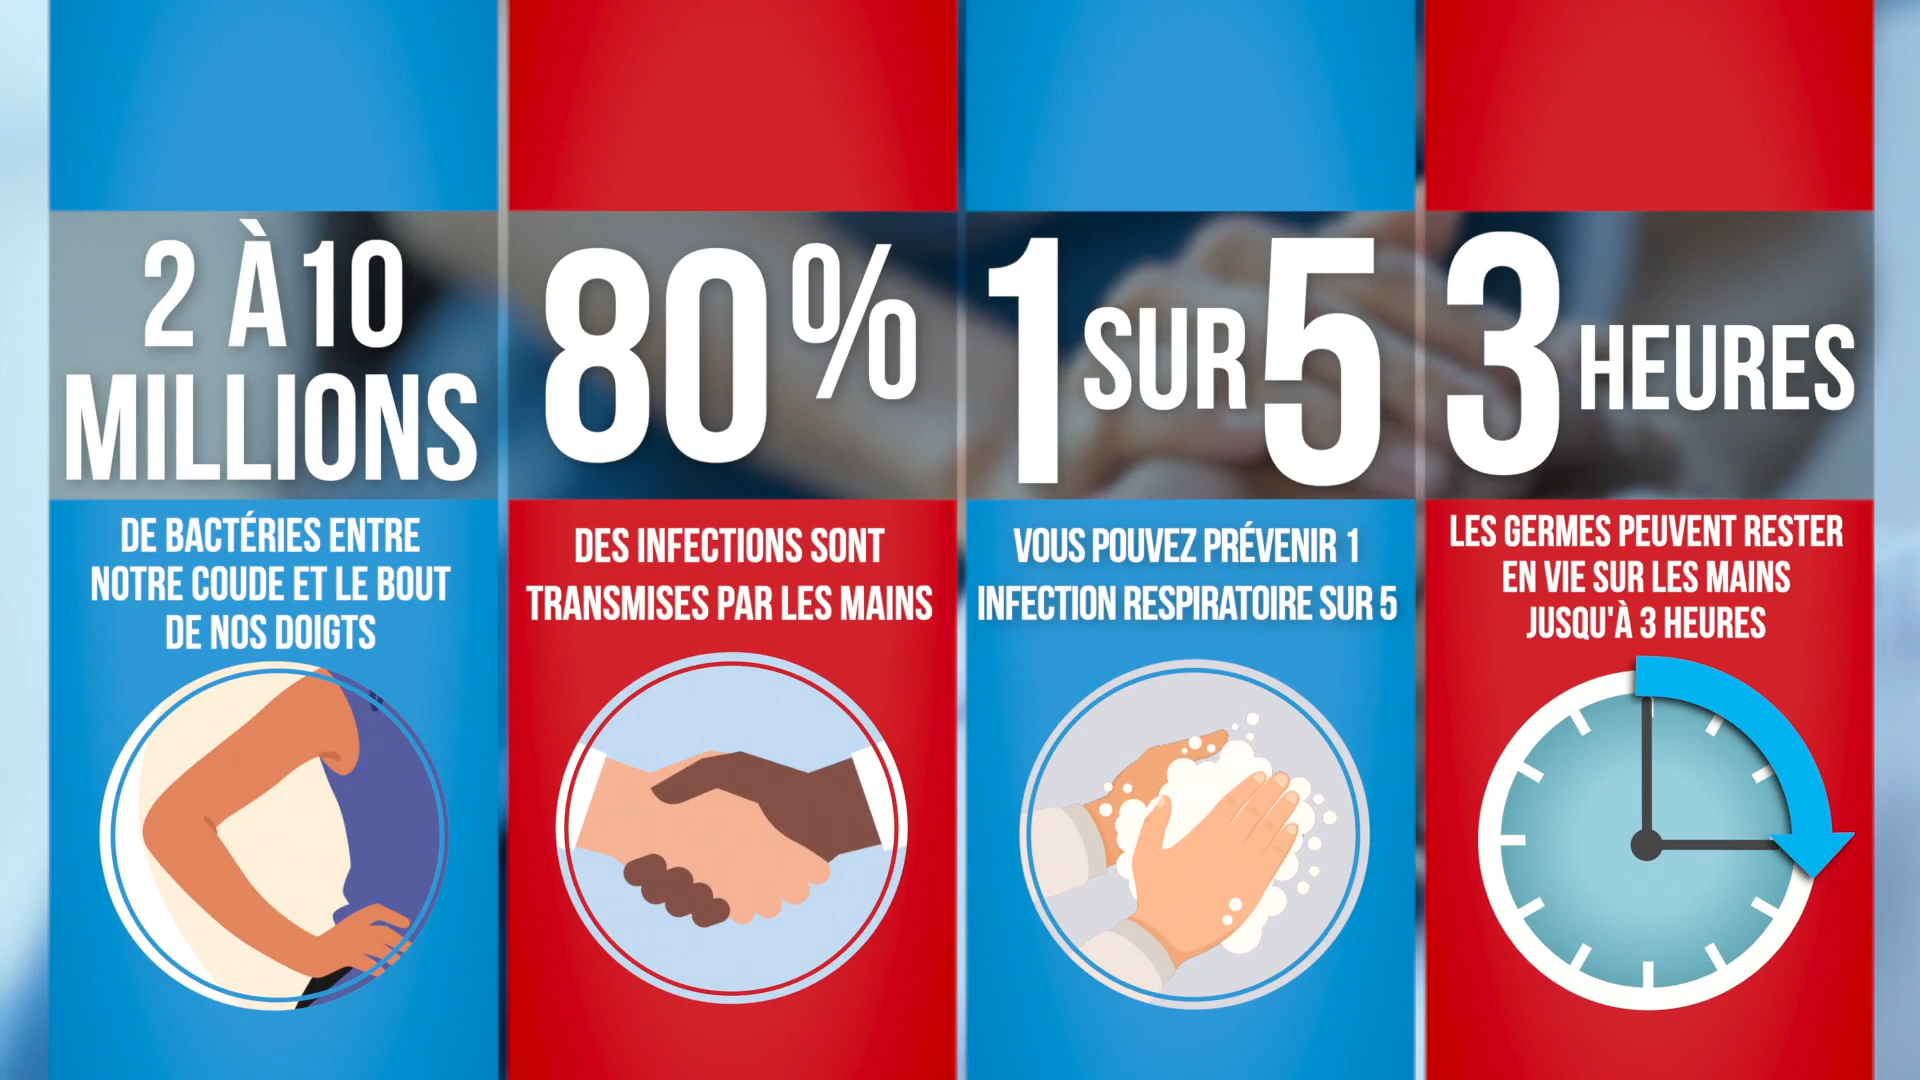 2 À 10
MILLIONS
DE BACTÉRIES ENTRE
NOTRE COUDE ET LE BOUT
DE NOS DOIGTS
80%
DES INFECTIONS SONT
TRANSMISES PAR LES MAINS
1 SUR 5
VOUS POUVEZ PRÉVENIR 1
INFECTION RESPIRATOIRE SUR 5
3 HEURES
LES GERMES PEUVENT RESTER
EN VIE SUR LES MAINS
JUSQU'À 3 HEURES